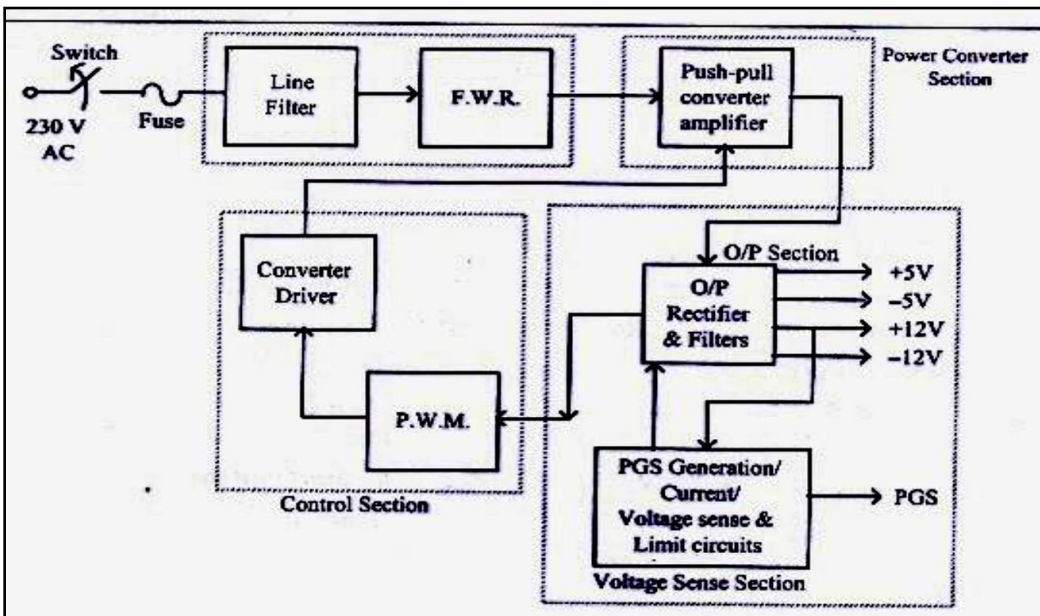 Switch
230 V
AC
Fuse
Line
Filter
F.W.R.
Push-pull
converter
amplifier
Power Converter
Section
Converter
Driver
P.W.M.
Control Section
O/P Section
O/P
Rectifier
& Filters
+5V
–5V
+12V
–12V
PGS Generation/
Current/
Voltage sense &
Limit circuits
PGS
Voltage Sense Section